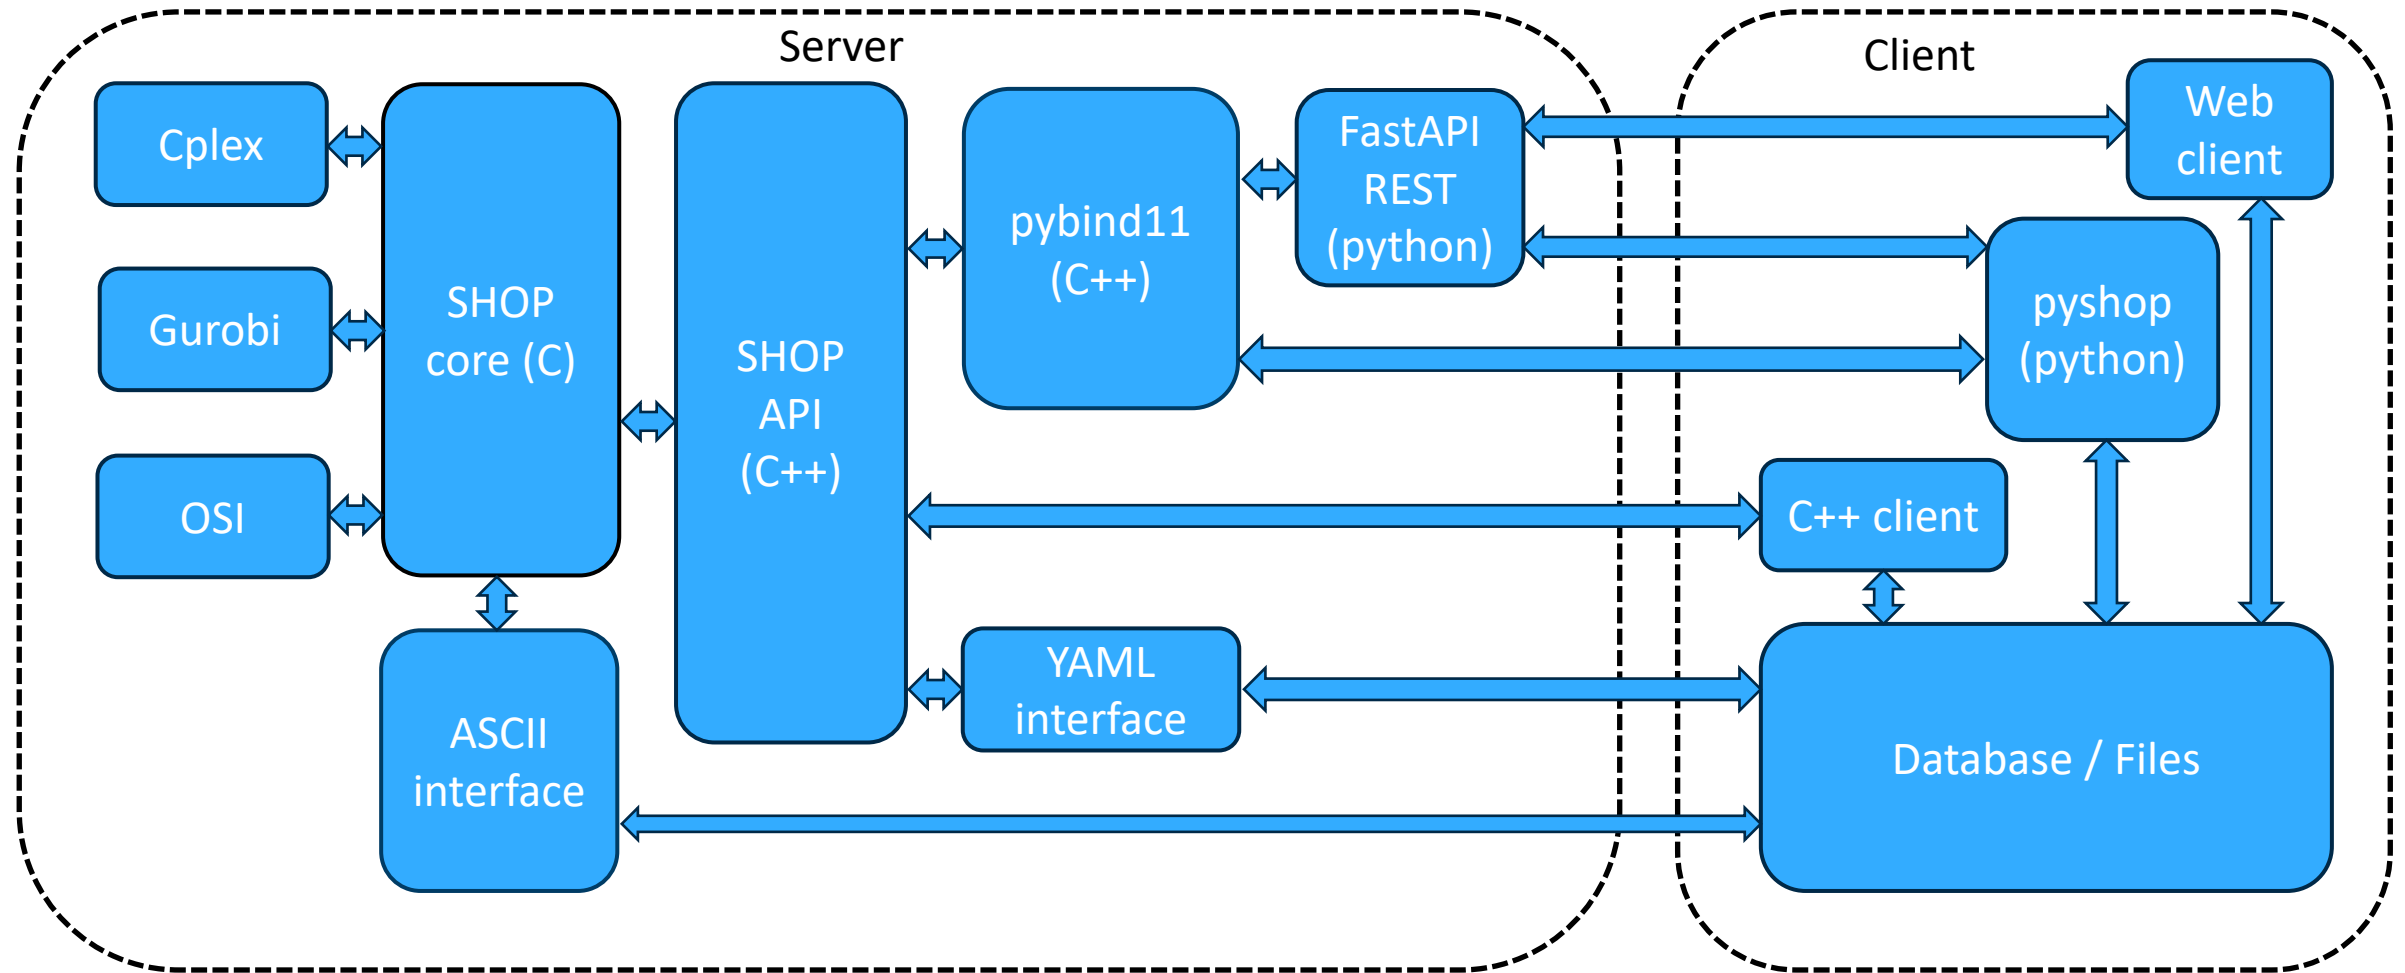 Server
Client
Cplex
Gurobi
OSI
SHOP
core (C)
ASCII
interface
SHOP
API
(C++)
pybind11
(C++)
YAML
interface
FastAPI
REST
(python)
Web
client
pyshop
(python)
C++ client
Database / Files